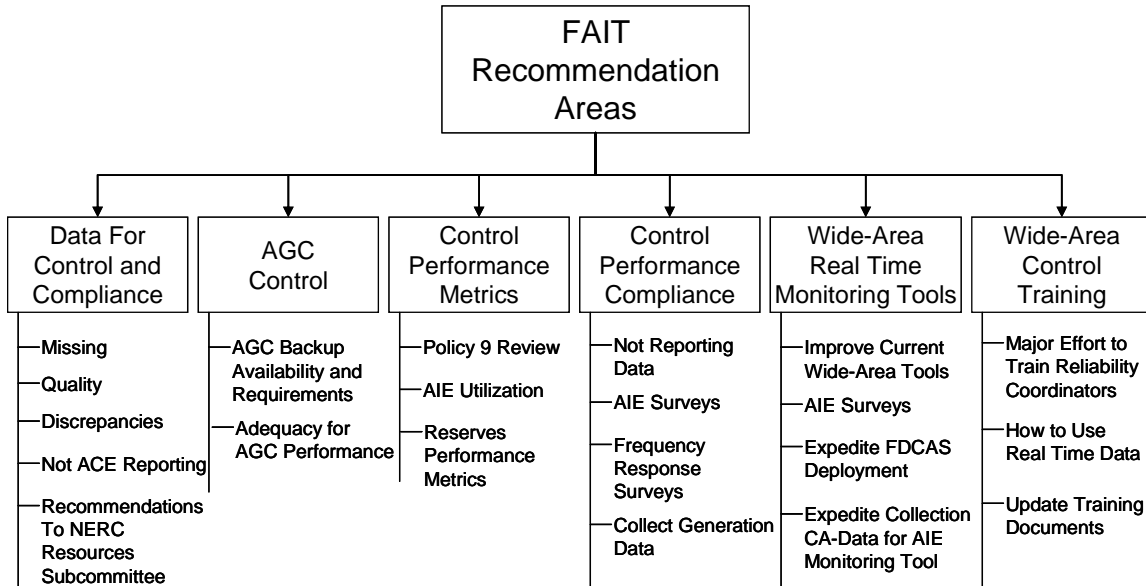 FAIT
Recommendation
Areas
Data For
Control and
Compliance
AGC
Control
Control
Performance
Metrics
Control
Performance
Compliance
Wide-Area
Real Time
Monitoring Tools
Wide-Area
Control
Training
Missing
Quality
Discrepancies
Not ACE Reporting
Recommendations
To NERC
Resources
Subcommittee
AGC Backup
Availability and
Requirements
Adequacy for
AGC Performance
Policy 9 Review
AIE Utilization
Reserves
Performance
Metrics
Not Reporting
Data
AIE Surveys
Frequency
Response
Surveys
Collect Generation
Data
Improve Current
Wide-Area Tools
AIE Surveys
Expedite FDCAS
Deployment
Expedite Collection
CA-Data for AIE
Monitoring Tool
Major Effort to
Train Reliability
Coordinators
How to Use
Real Time Data
Update Training
Documents